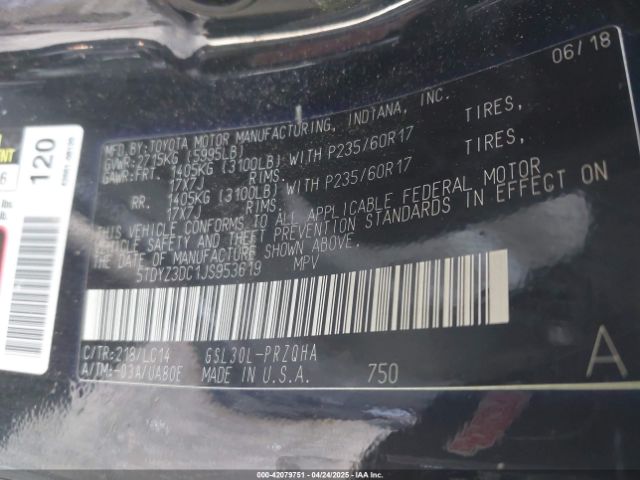 06/18
MFD.BY:TOYOTA MOTOR MANUFACTURING, INDIANA, INC.
GVWR:2715KG (5995LB)
GAWR:FRT. 1405KG (3100LB) WITH P235/60R17 TIRES,
17X7J RIMS.
RR. 1405KG (3100LB) WITH P235/60R17 TIRES,
17X7J RIMS.
THIS VEHICLE CONFORMS TO ALL APPLICABLE FEDERAL MOTOR
VEHICLE SAFETY AND THEFT PREVENTION STANDARDS IN EFFECT ON
THE DATE OF MANUFACTURE SHOWN ABOVE.
5TDYZ3DC1JS953619 MPV
C/TR:218/LC14 GSL30L-PRZQHA
A/TM:-03A/UA80E MADE IN U.S.A. 750
A
120
000-42079751 - 04/24/2025 - IAAI.COM